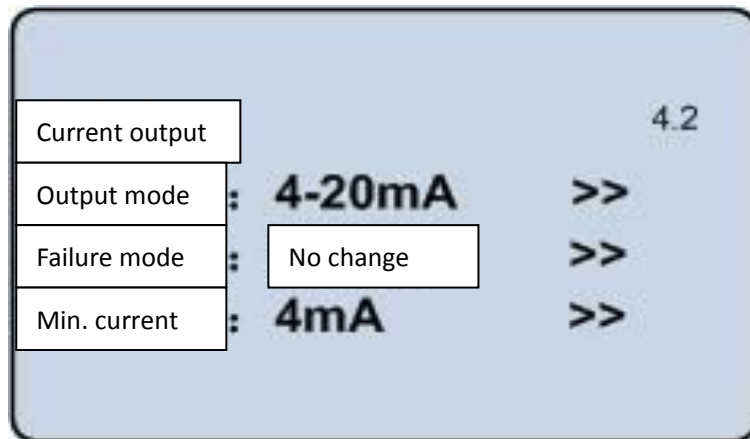 4.2
Current output
Output mode : 4-20mA >>
Failure mode : No change >>
Min. current : 4mA >>